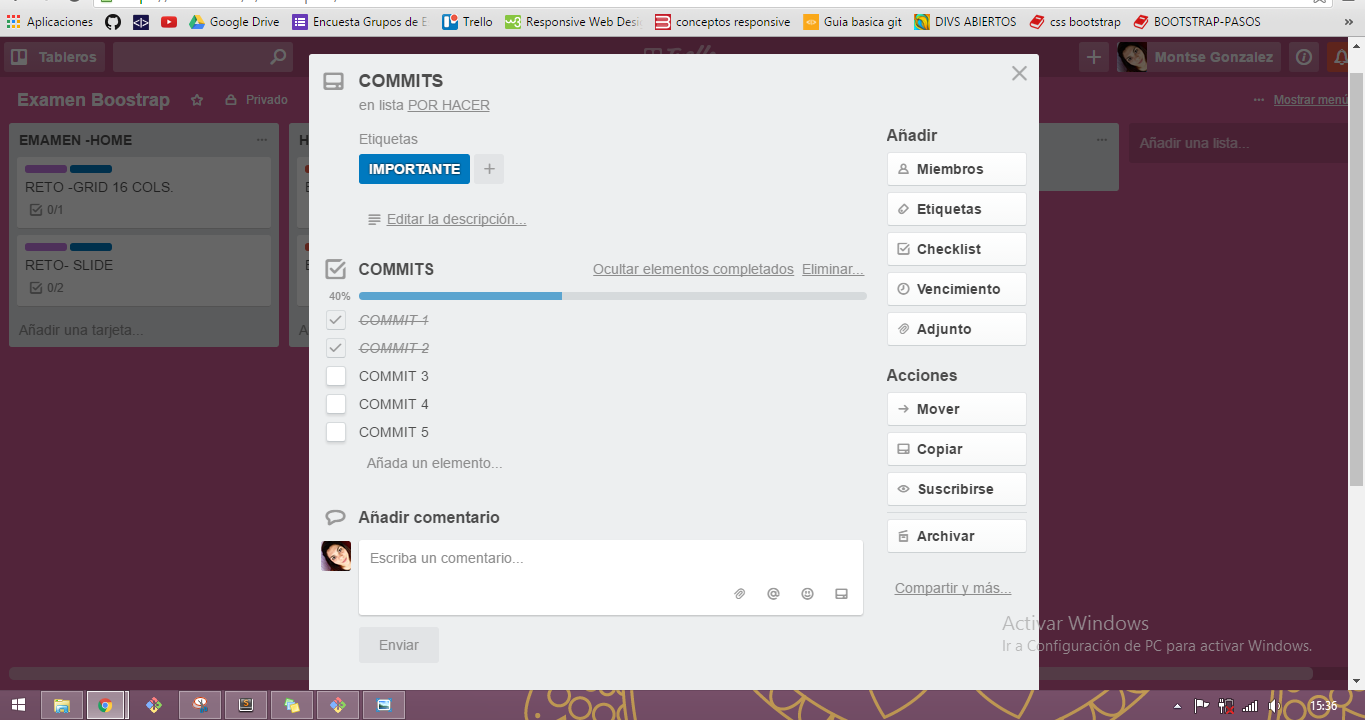 Aplicaciones
Google Drive
Encuesta Grupos de E
Trello
Responsive Web Desi
conceptos responsive
Guia basica git
DIVS ABIERTOS
css bootstrap
BOOTSTRAP-PASOS
»
Tableros
Montse Gonzalez
Examen Boostrap
Privado
Mostrar menú
EMAMEN -HOME
RETO -GRID 16 COLS.
0/1
RETO- SLIDE
0/2
Añadir una tarjeta...
Añadir una lista...
COMMITS
en lista POR HACER
Etiquetas
IMPORTANTE
Editar la descripción...
COMMITS
Ocultar elementos completados Eliminar...
40%
COMMIT 1
COMMIT 2
COMMIT 3
COMMIT 4
COMMIT 5
Añada un elemento...
Añadir comentario
Escriba un comentario...
Enviar
Añadir
Miembros
Etiquetas
Checklist
Vencimiento
Adjunto
Acciones
Mover
Copiar
Suscribirse
Archivar
Compartir y más...
Activar Windows
Ir a Configuración de PC para activar Windows.
15:36